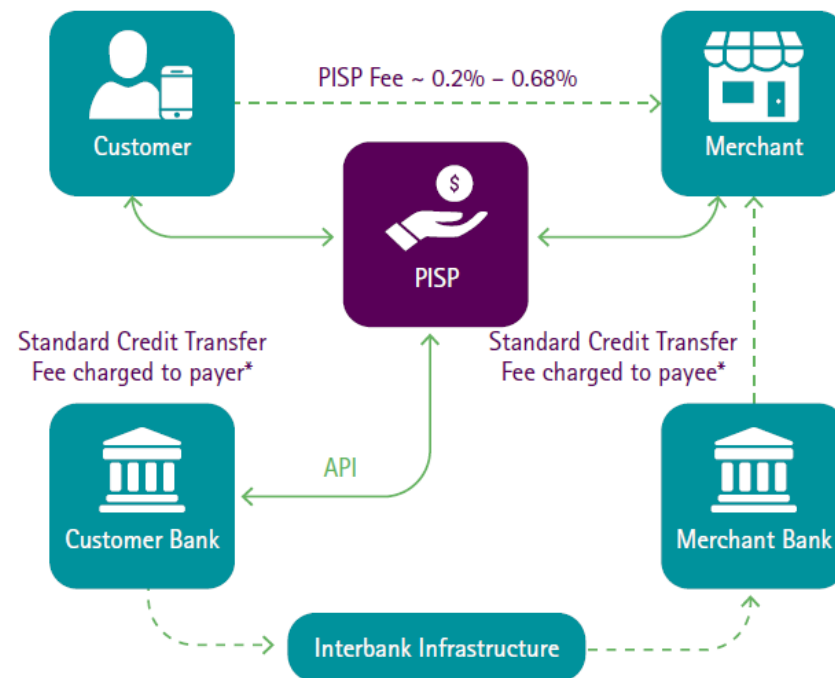 PISP Fee ~ 0.2% – 0.68%
Customer
Merchant
$
PISP
Standard Credit Transfer
Fee charged to payer*
Standard Credit Transfer
Fee charged to payee*
API
Customer Bank
Merchant Bank
Interbank Infrastructure